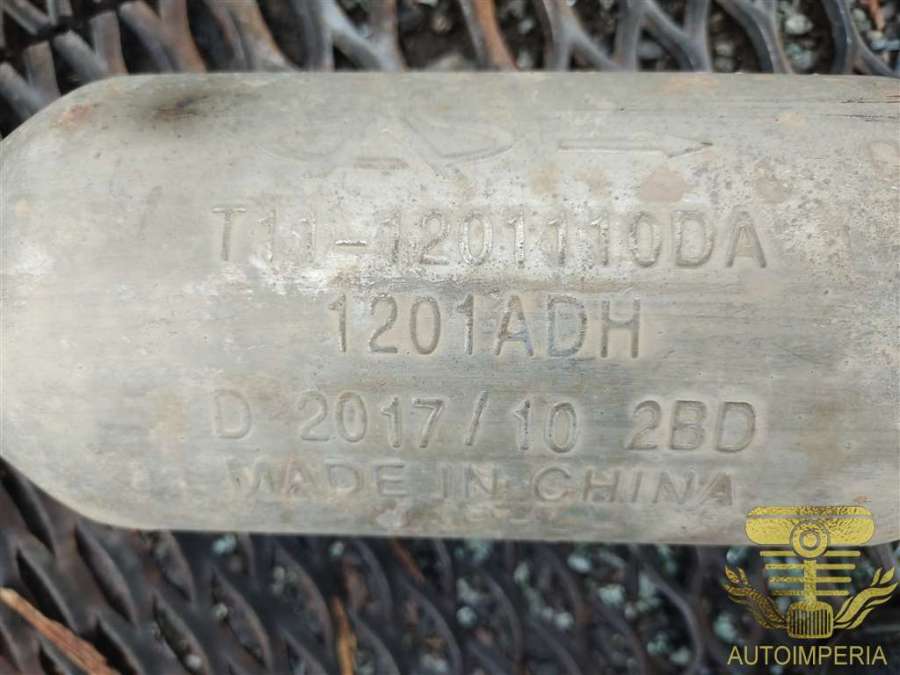 T11-1201110DA
1201ADH
D 2017/10 2BD
MADE IN CHINA
AUTOIMPERIA